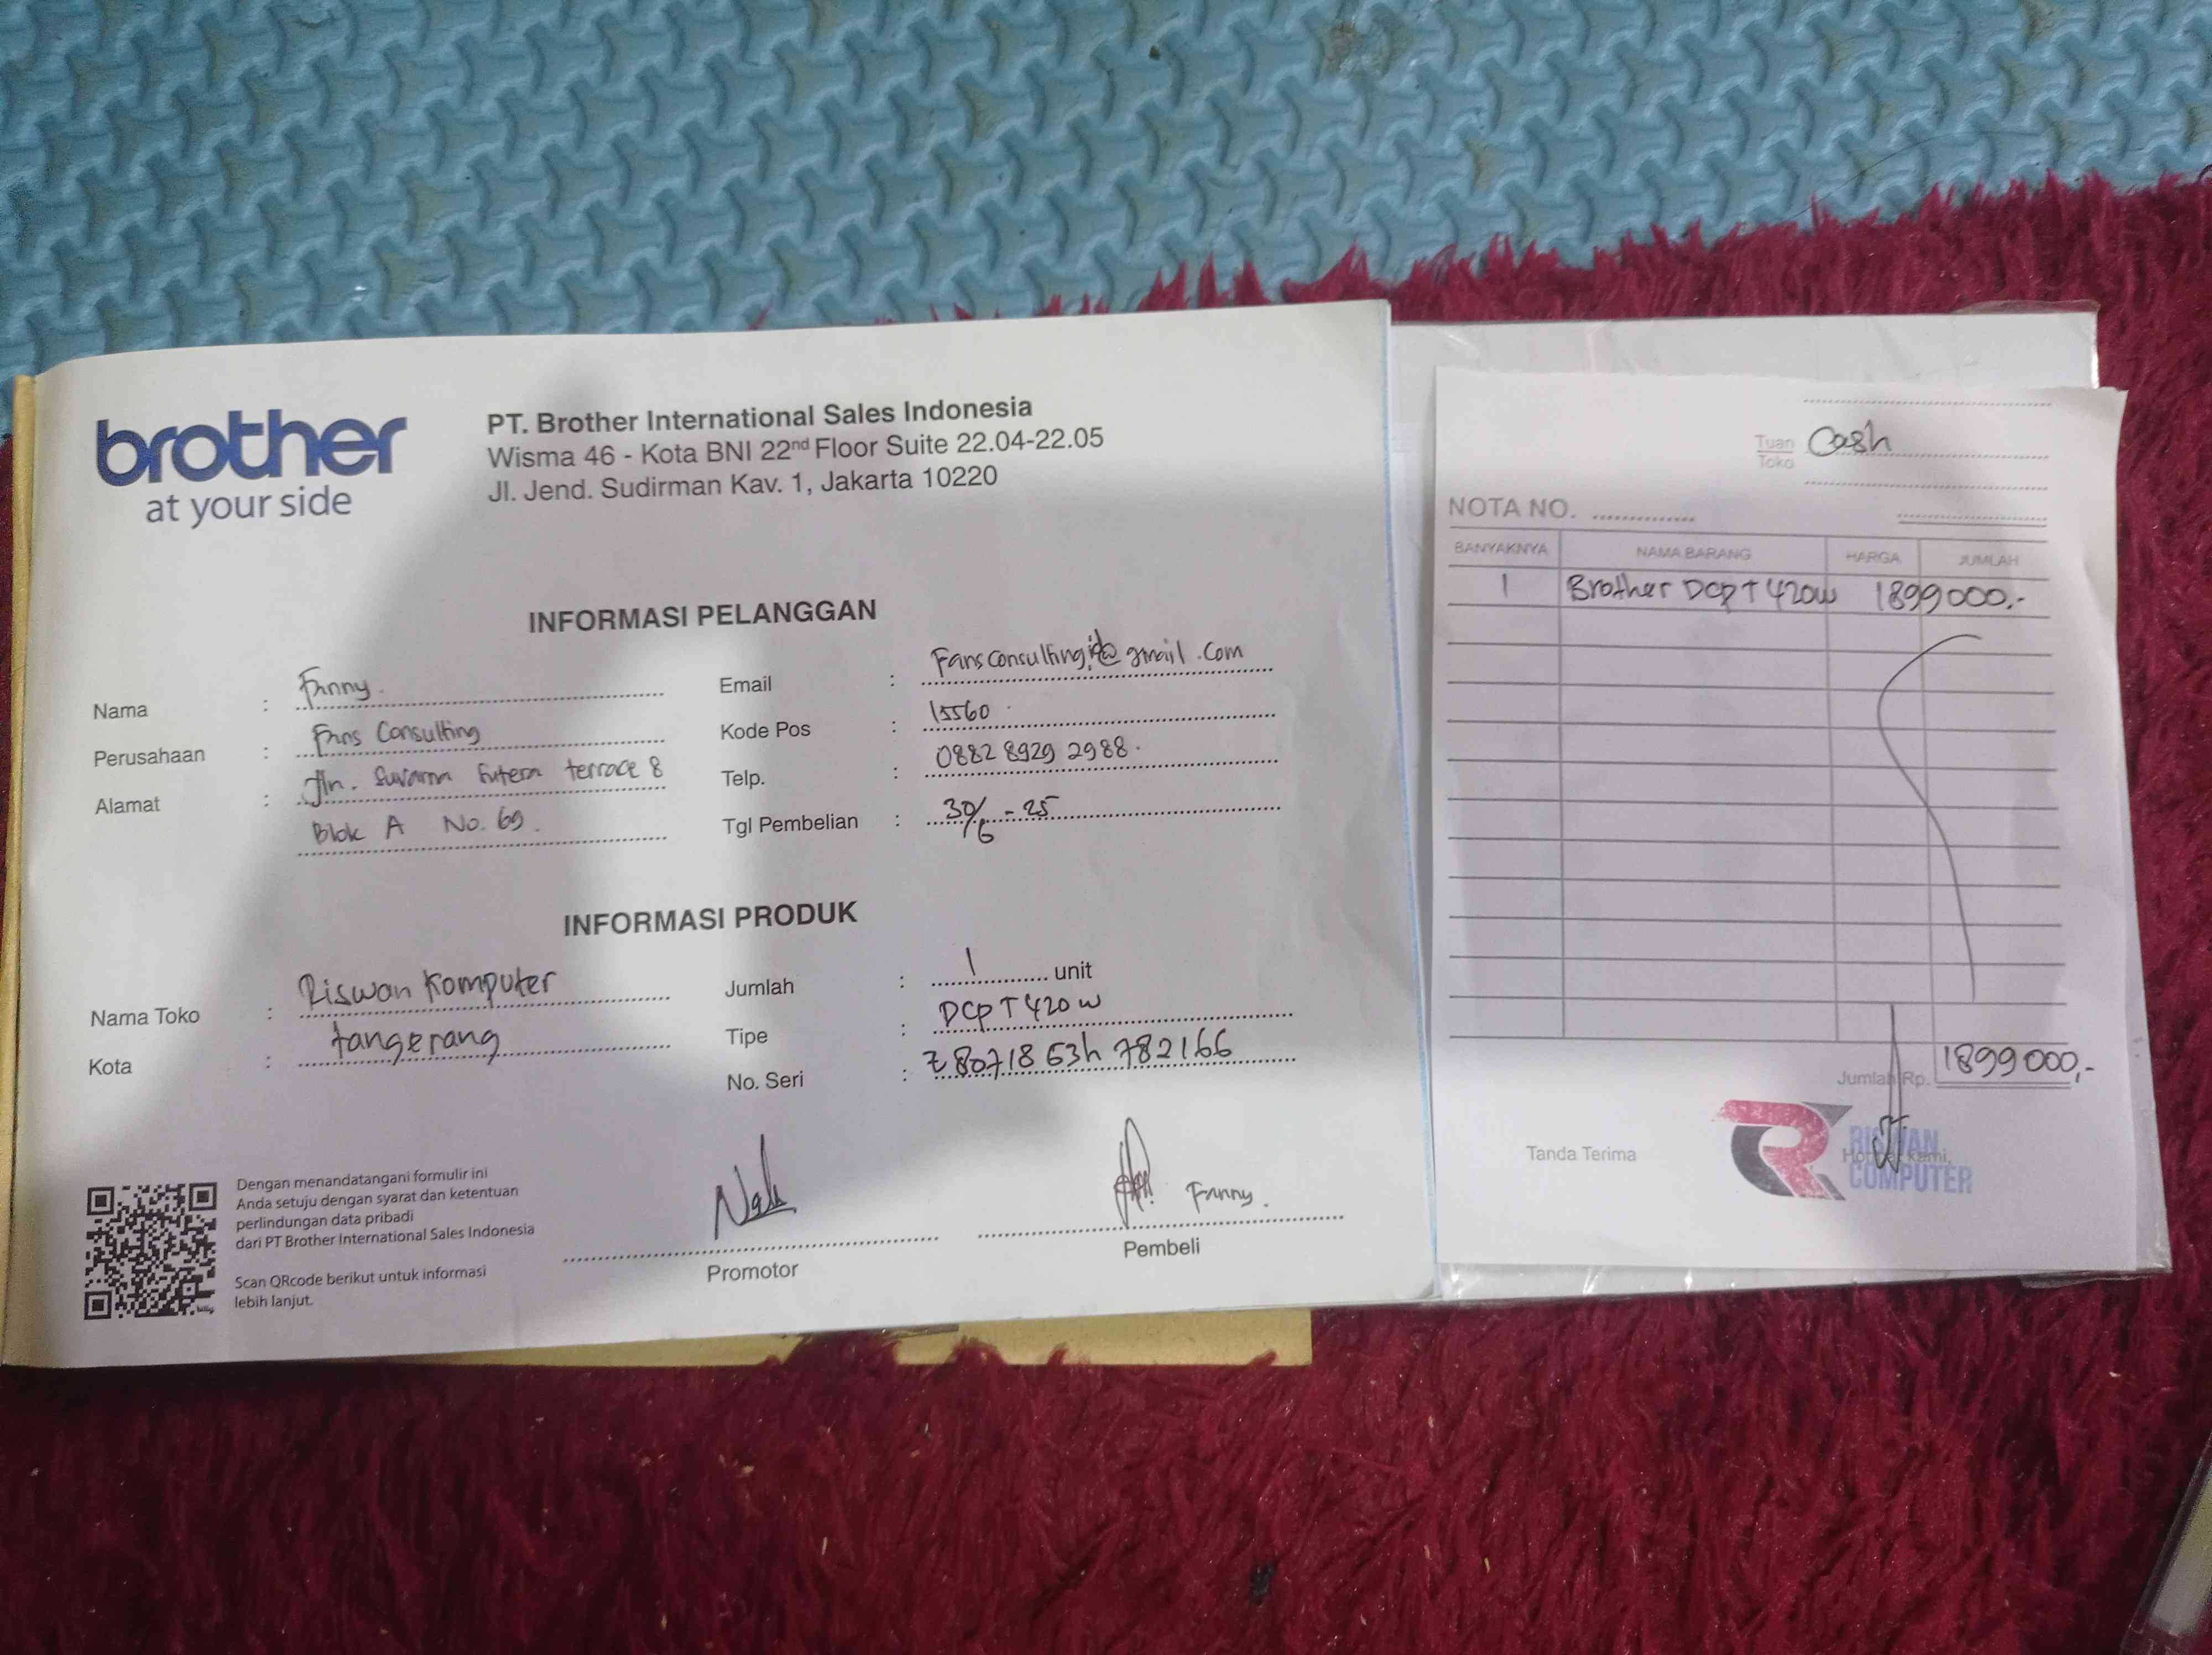 brother
at your side
PT. Brother International Sales Indonesia
Wisma 46 - Kota BNI 22nd Floor Suite 22.04-22.05
Jl. Jend. Sudirman Kav. 1, Jakarta 10220
INFORMASI PELANGGAN
Nama : Fanny.
Perusahaan : Fans Consulting
Alamat : Jln. Suvarna Sutera terrace 8
Blok A No. 69.
Email : Fansconsulting.id@gmail.com
Kode Pos : 15560
Telp. : 0882 8929 2988.
Tgl Pembelian : 30/6 - 25
INFORMASI PRODUK
Nama Toko : Riswan Komputer
Kota : tangerang
Jumlah : 1 unit
Tipe : DCP T420w
No. Seri : E80718G3h782166
Dengan menandatangani formulir ini
Anda setuju dengan syarat dan ketentuan
perlindungan data pribadi
dari PT Brother International Sales Indonesia
Scan QRcode berikut untuk informasi
lebih lanjut.
Promotor
Fanny.
Pembeli
Tuan Cash
Toko
NOTA NO.
BANYAKNYA NAMA BARANG HARGA JUMLAH
1 Brother DCP T420w 1899000,-
Jumlah Rp. 1899000,-
Tanda Terima
Hormat kami,
RISWAN
COMPUTER